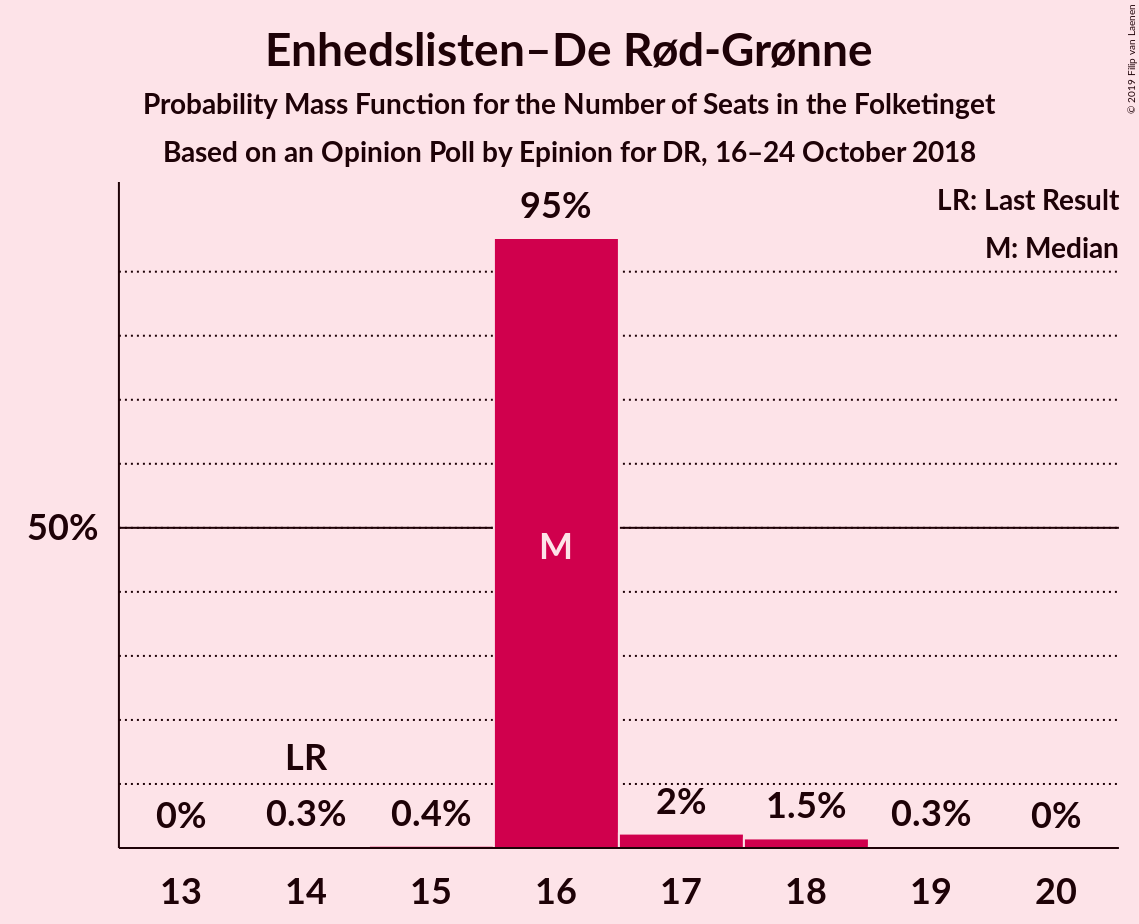 Enhedslisten–De Rød-Grønne
Probability Mass Function for the Number of Seats in the Folketinget
Based on an Opinion Poll by Epinion for DR, 16–24 October 2018
© 2019 Filip van Laenen
LR: Last Result
M: Median
95%
50%
M
LR
0% 0.3% 0.4% 2% 1.5% 0.3% 0%
13 14 15 16 17 18 19 20